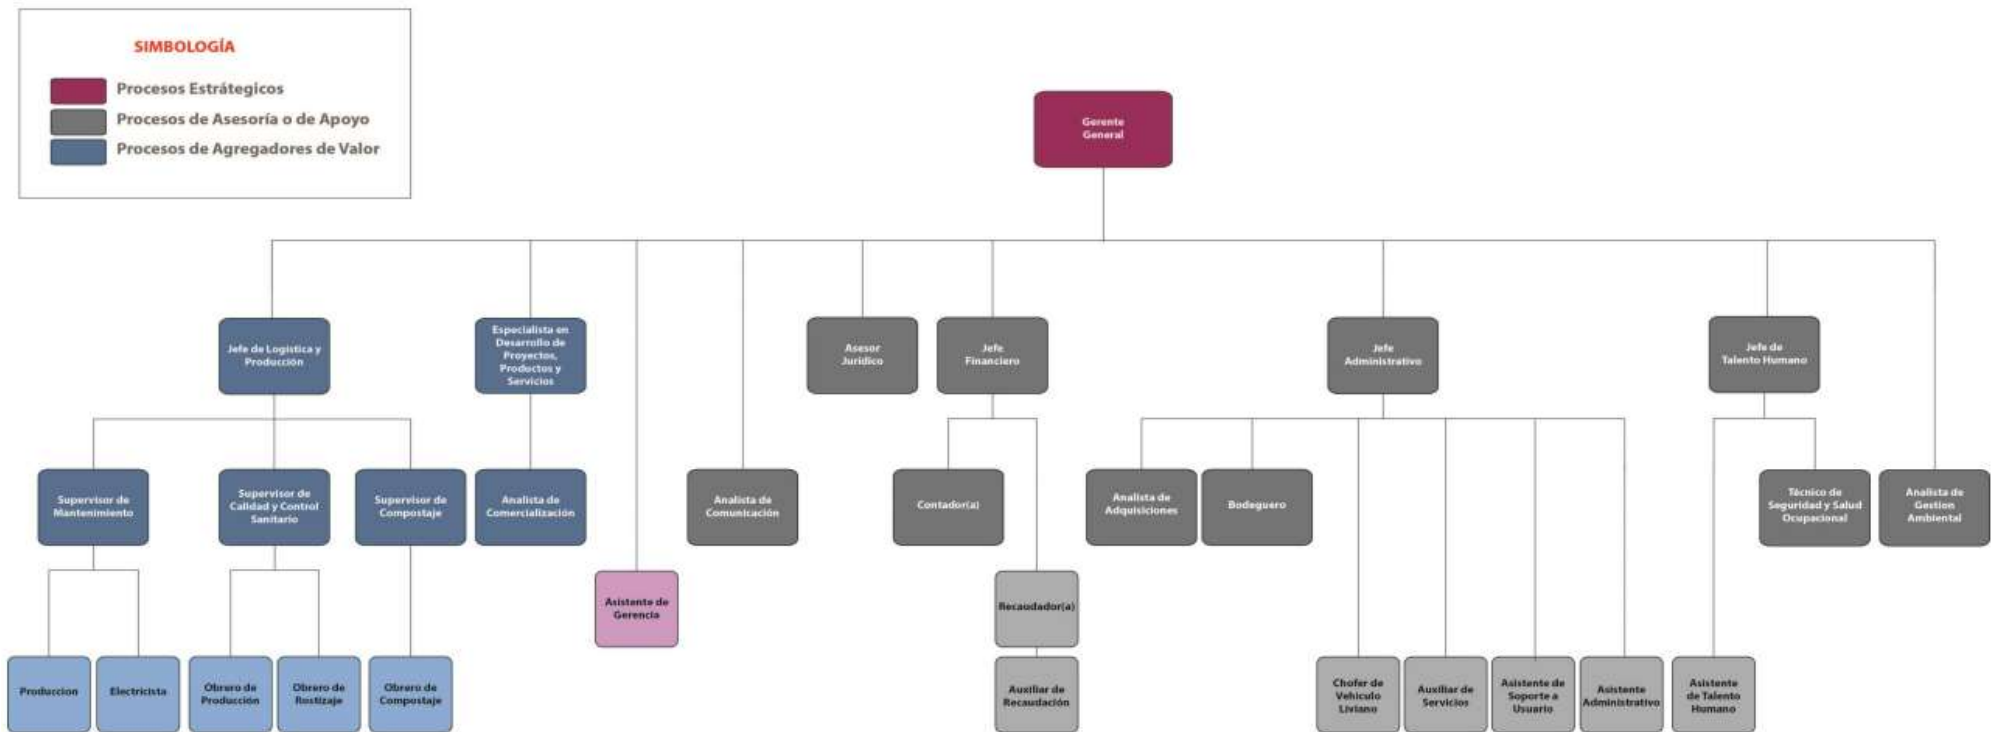 SIMBOLOGÍA
Procesos Estrátegicos
Procesos de Asesoría o de Apoyo
Procesos de Agregadores de Valor
Gerente
General
Jefe de Logística y
Producción
Especialista en
Desarrollo de
Proyectos,
Productos y
Servicios
Asesor
Jurídico
Jefe
Financiero
Jefe
Administrativo
Jefe de
Talento Humano
Supervisor de
Mantenimiento
Supervisor de
Calidad y Control
Sanitario
Supervisor de
Compostaje
Analista de
Comercialización
Analista de
Comunicación
Contador(a)
Analista de
Adquisiciones
Bodeguero
Técnico de
Seguridad y Salud
Ocupacional
Analista de
Gestion
Ambiental
Asistente de
Gerencia
Recaudador(a)
Produccion
Electricista
Obrero de
Producción
Obrero de
Rostizaje
Obrero de
Compostaje
Auxiliar de
Recaudación
Chofer de
Vehiculo
Liviano
Auxiliar de
Servicios
Asistente de
Soporte a
Usuario
Asistente
Administrativo
Asistente
de Talento
Humano